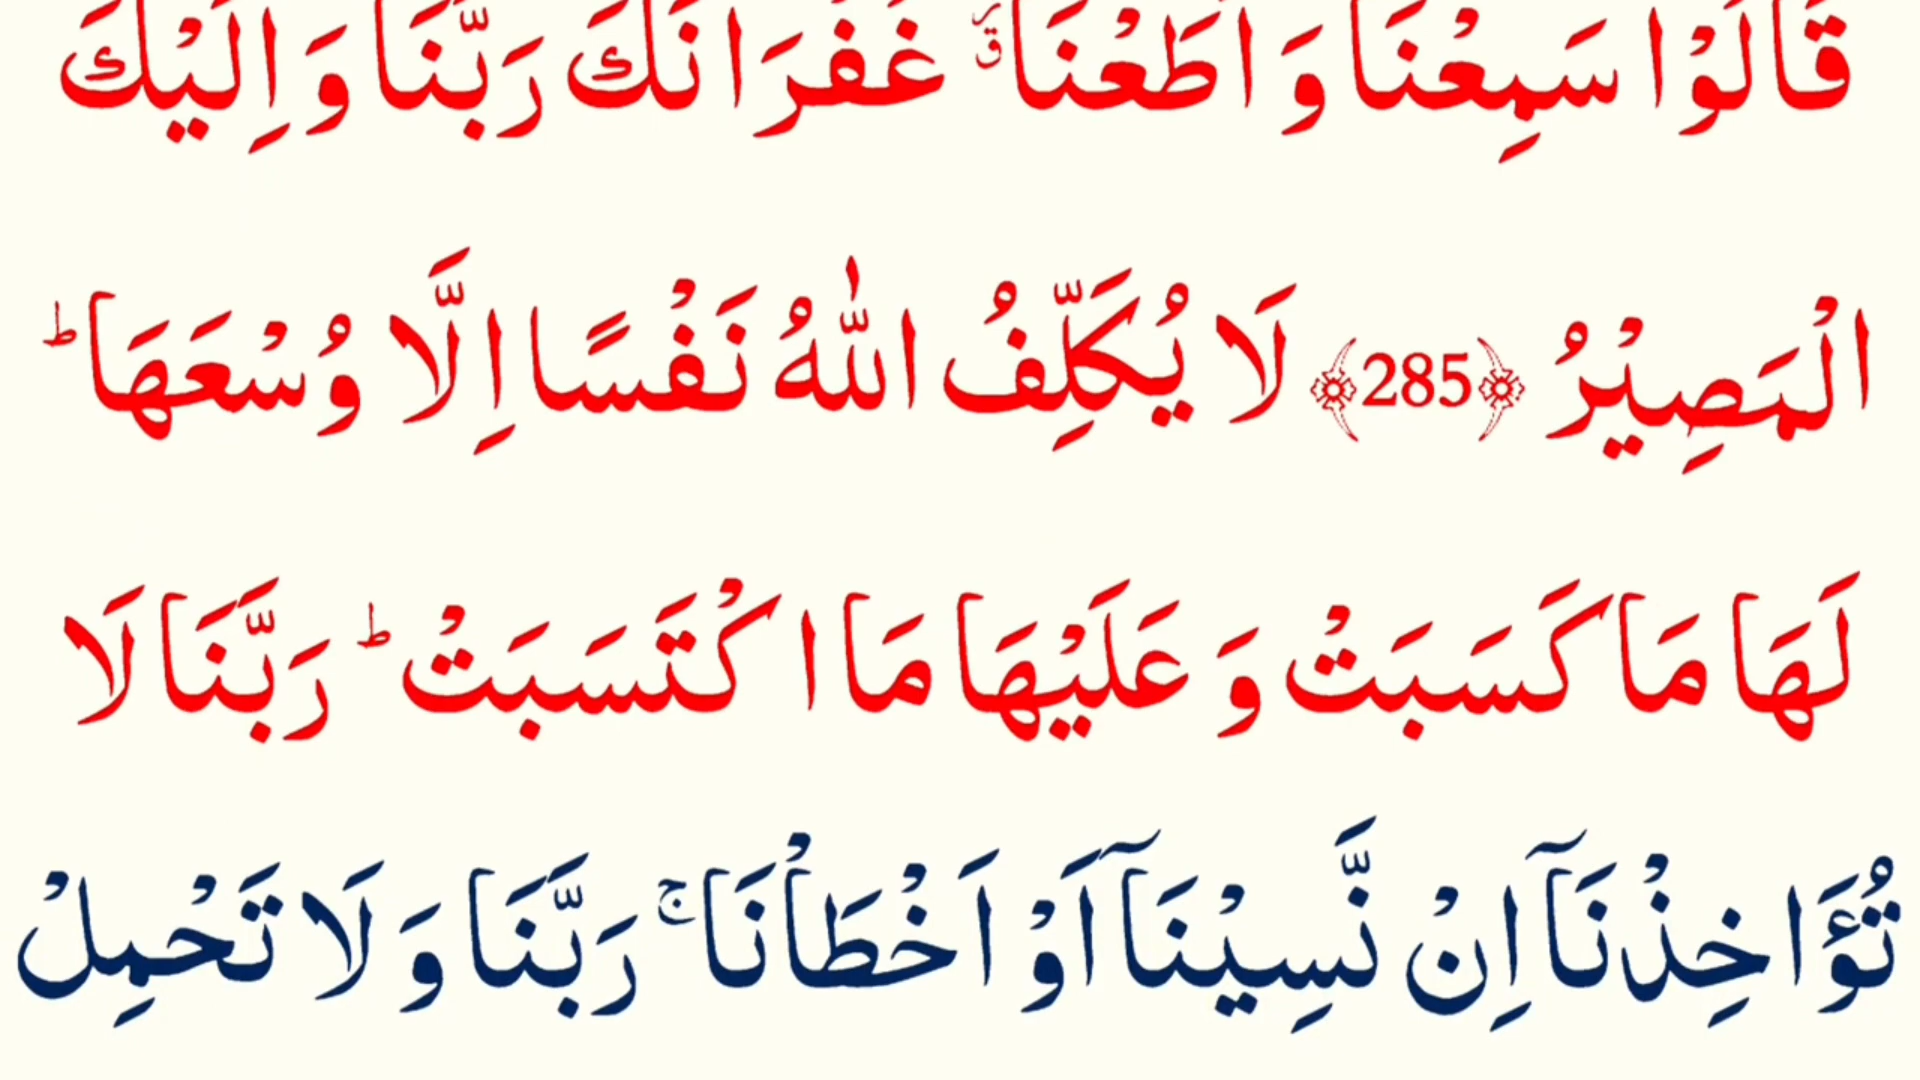 قَالُوْا سَمِعْنَا وَ اَطَعْنَا ۗ٘ غُفْرَانَكَ رَبَّنَا وَ اِلَیْكَ
الْمَصِیْرُ ﴿285﴾ لَا یُكَلِّفُ اللّٰهُ نَفْسًا اِلَّا وُسْعَهَا ؕ
لَهَا مَا كَسَبَتْ وَ عَلَیْهَا مَا اكْتَسَبَتْ ؕ رَبَّنَا لَا
تُؤَاخِذْنَاۤ اِنْ نَّسِیْنَاۤ اَوْ اَخْطَاْنَا ۚ رَبَّنَا وَ لَا تَحْمِلْ